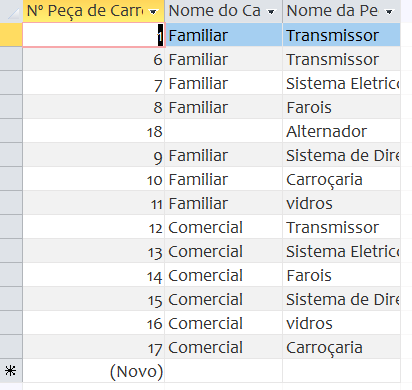 Nº Peça de Carro Nome do Ca Nome da Pe
1 Familiar Transmissor
6 Familiar Transmissor
7 Familiar Sistema Eletric
8 Familiar Farois
18 Alternador
9 Familiar Sistema de Dire
10 Familiar Carroçaria
11 Familiar vidros
12 Comercial Transmissor
13 Comercial Sistema Eletric
14 Comercial Farois
15 Comercial Sistema de Dire
16 Comercial vidros
17 Comercial Carroçaria
(Novo)